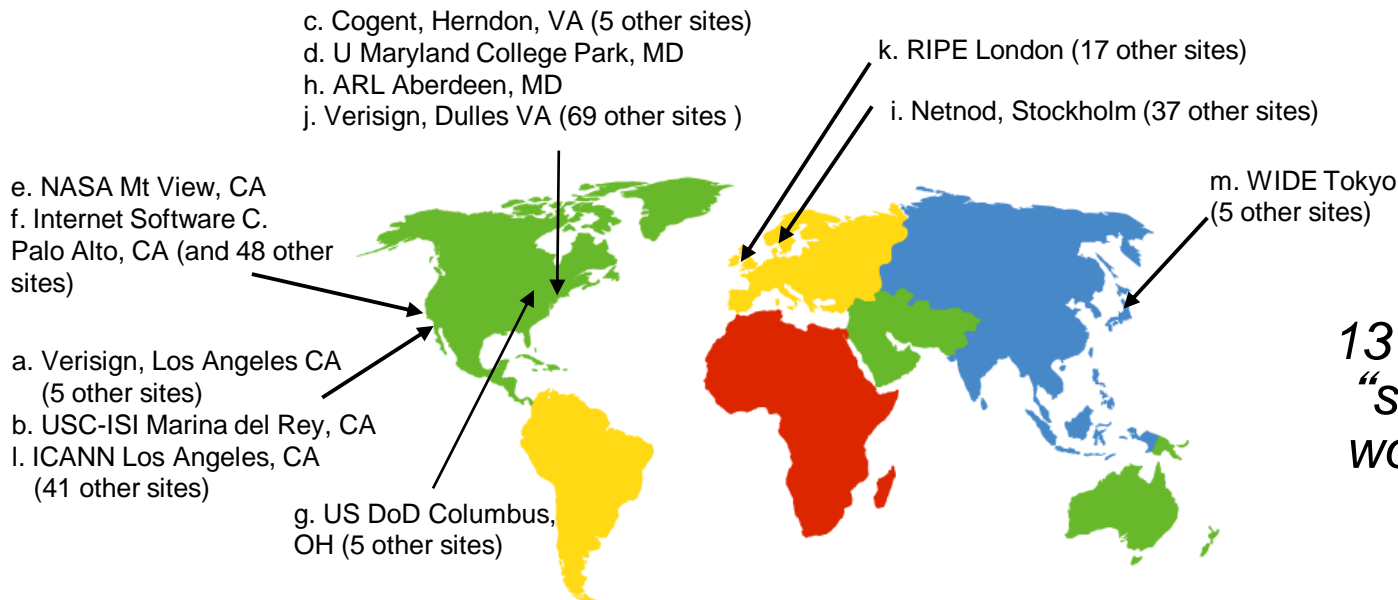 c. Cogent, Herndon, VA (5 other sites)
d. U Maryland College Park, MD
h. ARL Aberdeen, MD
j. Verisign, Dulles VA (69 other sites )
k. RIPE London (17 other sites)
i. Netnod, Stockholm (37 other sites)
e. NASA Mt View, CA
f. Internet Software C.
Palo Alto, CA (and 48 other
sites)
m. WIDE Tokyo
(5 other sites)
a. Verisign, Los Angeles CA
(5 other sites)
b. USC-ISI Marina del Rey, CA
l. ICANN Los Angeles, CA
(41 other sites)
g. US DoD Columbus,
OH (5 other sites)
13